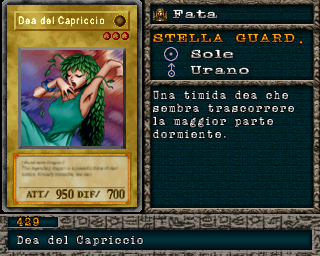 Dea del Capriccio
ATT/ 950 DIF/ 700
Fata
STELLA GUARD.
Sole
Urano
Una timida dea che
sembra trascorrere
la maggior parte
dormiente.
429
Dea del Capriccio